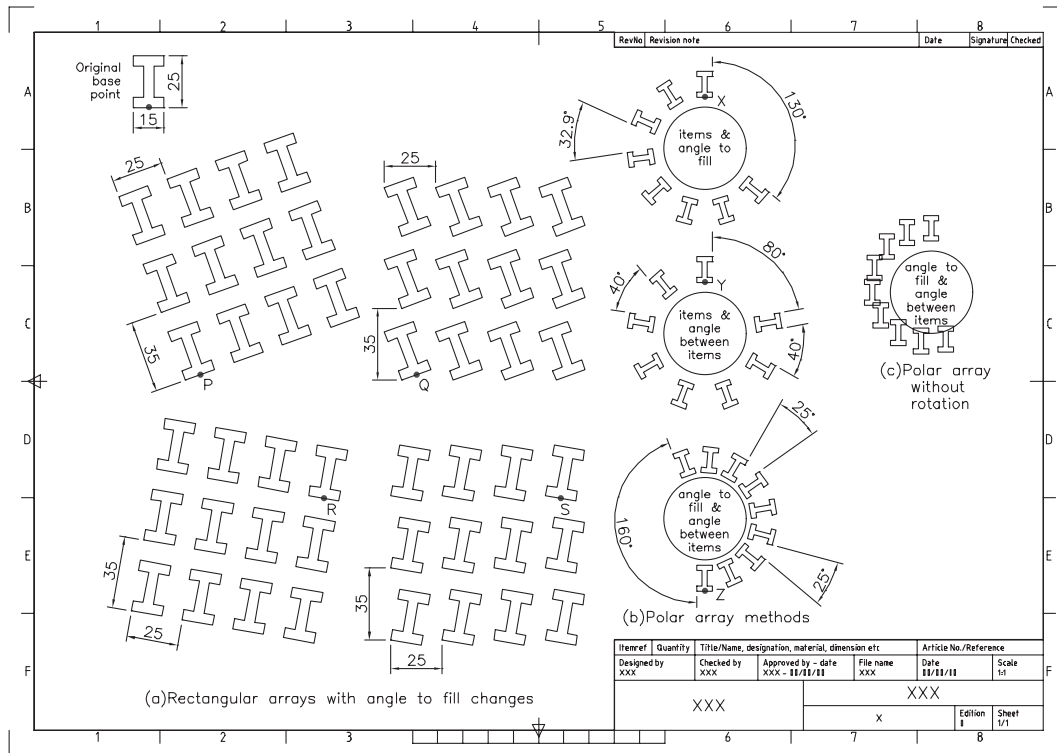 1 2 3 4 5 6 7 8
RevNo Revision note Date Signature Checked
A A
B B
C C
D D
E E
F F
Original
base
point
25
15
25
35
P
25
35
Q
R
35
25
S
35
25
(a)Rectangular arrays with angle to fill changes
X
130°
32.9°
items &
angle to
fill
Y
80°
40°
40°
items &
angle
between
items
25°
160°
angle to
fill &
angle
between
items
25°
Z
(b)Polar array methods
angle to
fill &
angle
between
items
(c)Polar array
without
rotation
Itemref Quantity Title/Name, designation, material, dimension etc Article No./Reference
Designed by Checked by Approved by - date File name Date Scale
XXX XXX XXX - 00/00/00 XXX 00/00/00 1:1
XXX XXX
X Edition Sheet
0 1/1
1 2 3 4 5 6 7 8